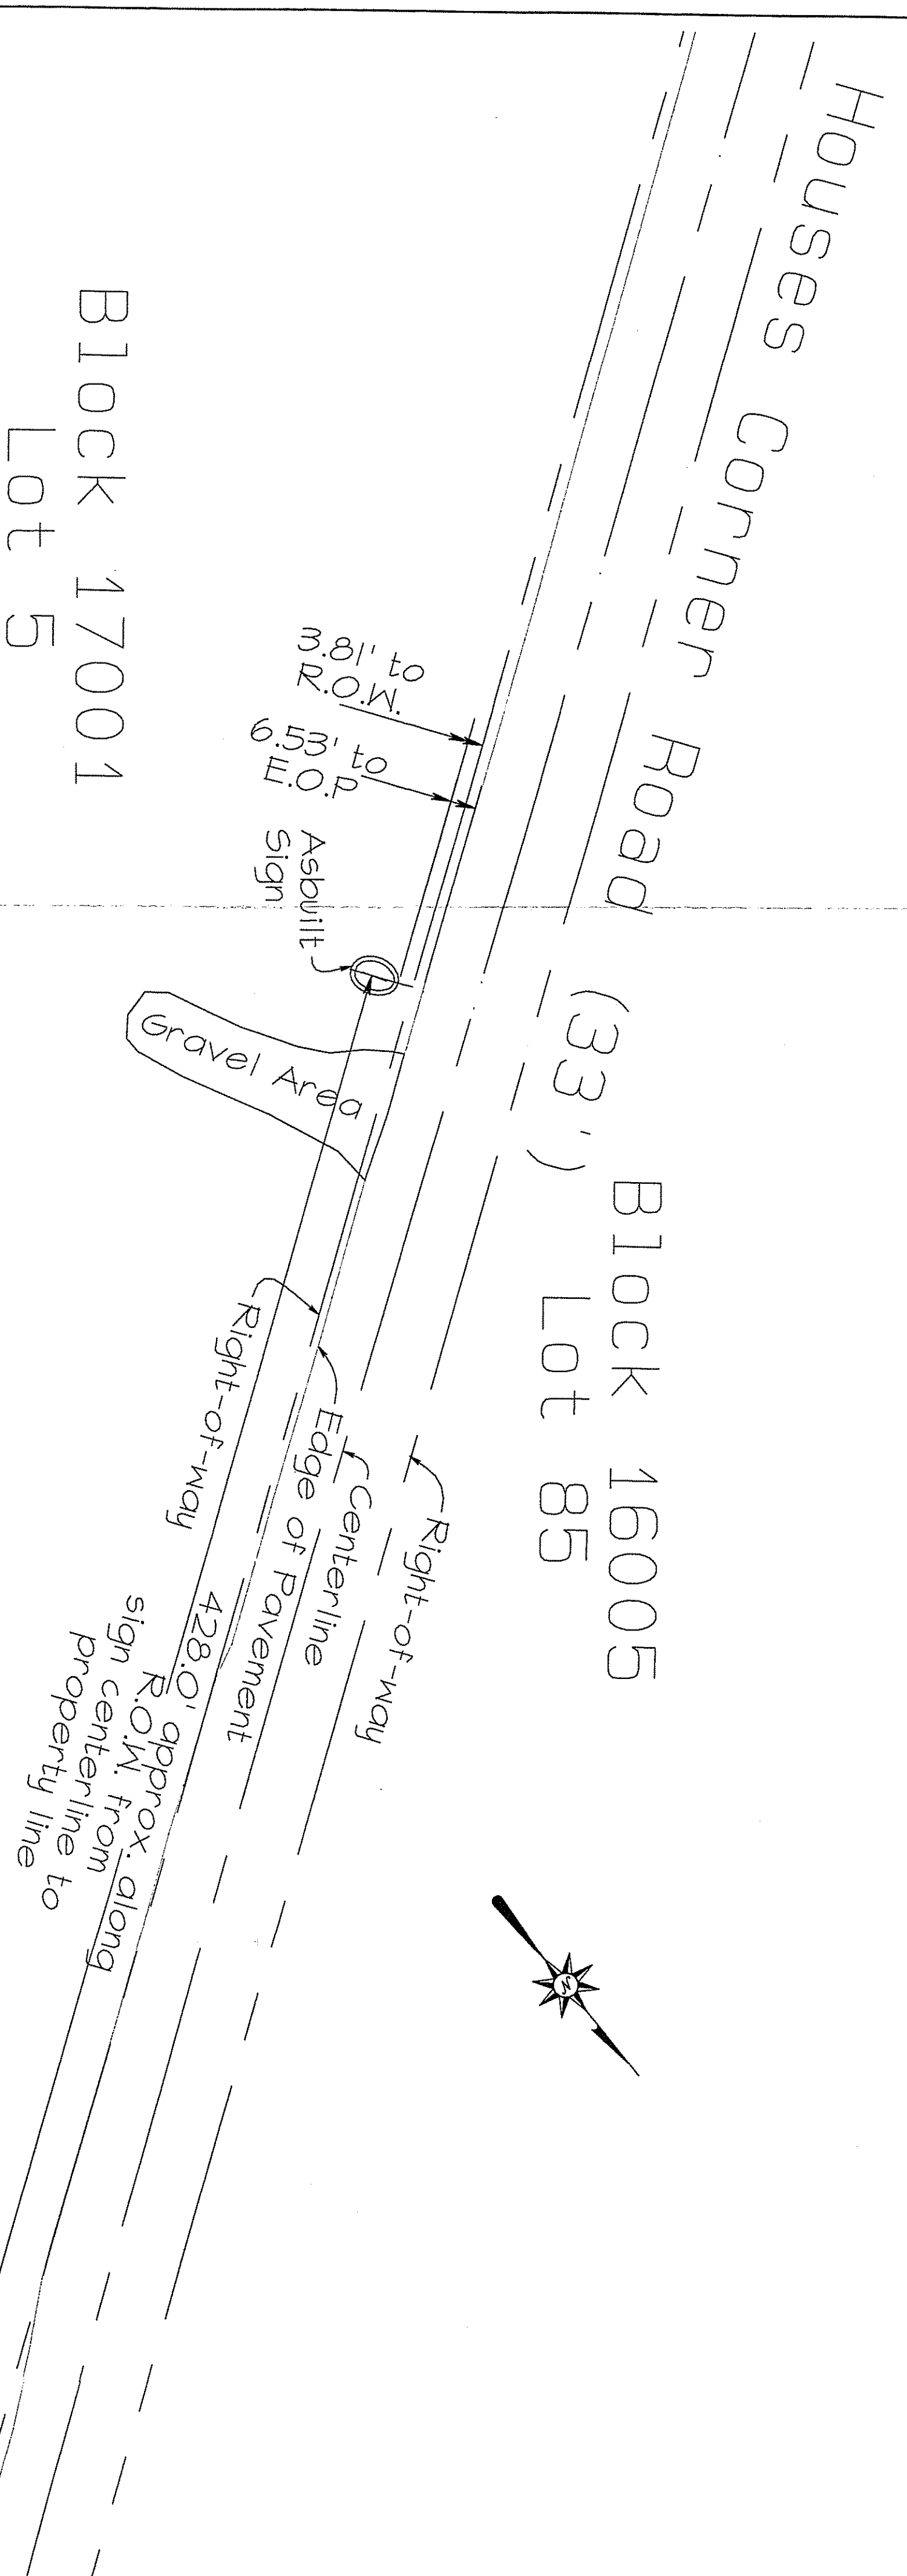 Houses Corner Road (33')
Block 16005
Lot 85
Block 17001
Lot 5
3.81' to
R.O.W.
6.53' to
E.O.P
Asbuilt
Sign
Gravel Area
Right-of-way
Centerline
Edge of Pavement
Right-of-way
428.0' approx. along
R.O.W. from
sign centerline to
property line
N